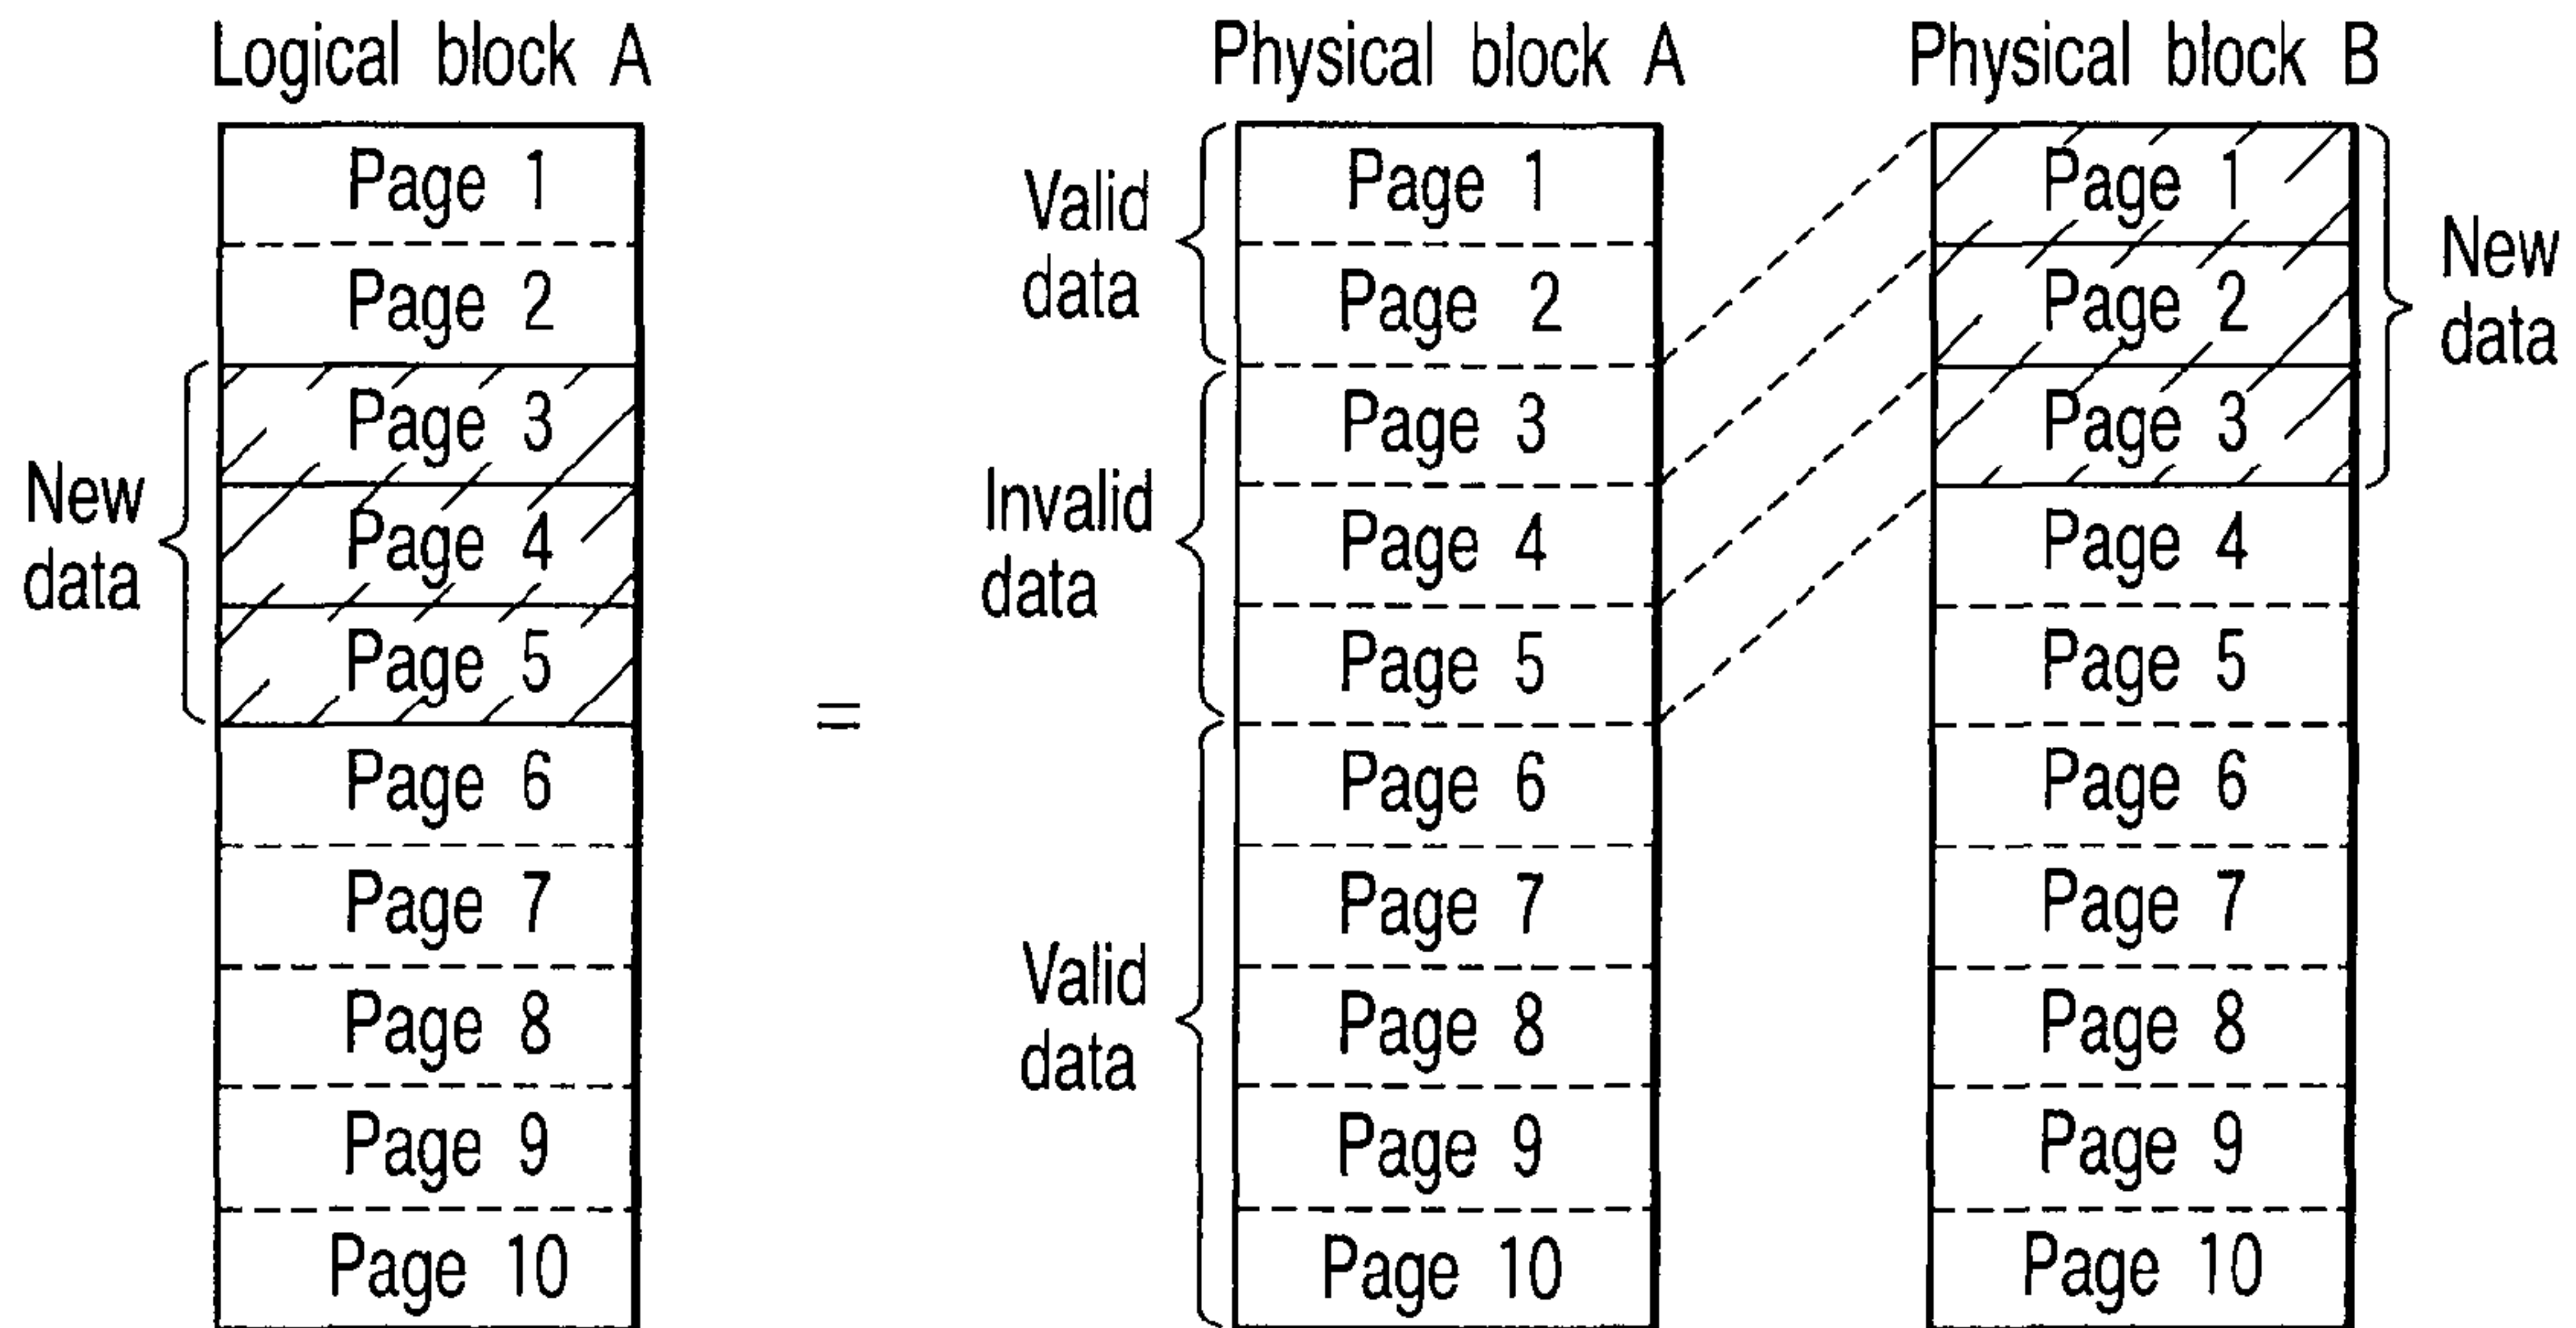 Logical block A
Page 1
Page 2
Page 3
Page 4
Page 5
Page 6
Page 7
Page 8
Page 9
Page 10
New
data
=
Physical block A
Valid
data
Invalid
data
Valid
data
Page 1
Page 2
Page 3
Page 4
Page 5
Page 6
Page 7
Page 8
Page 9
Page 10
Physical block B
Page 1
Page 2
Page 3
Page 4
Page 5
Page 6
Page 7
Page 8
Page 9
Page 10
New
data